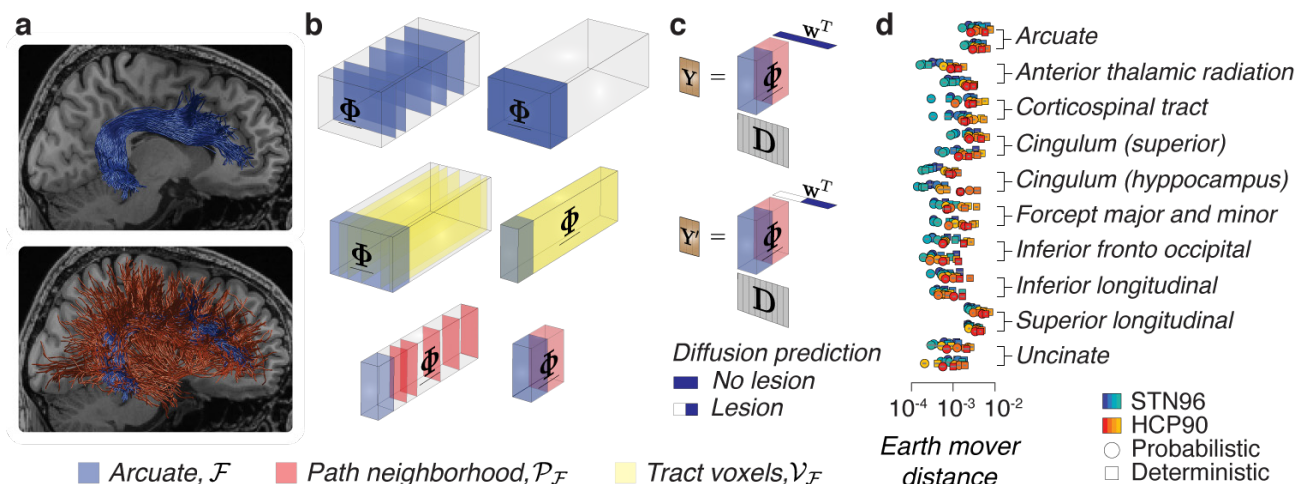 a
b
c
d
Φ
Φ
Φ
Φ
Φ
Φ
Y = Φ wᵀ
D
Y' = Φ wᵀ
D
Diffusion prediction
No lesion
Lesion
Arcuate
Anterior thalamic radiation
Corticospinal tract
Cingulum (superior)
Cingulum (hyppocampus)
Forcept major and minor
Inferior fronto occipital
Inferior longitudinal
Superior longitudinal
Uncinate
10⁻⁴ 10⁻³ 10⁻²
Earth mover
distance
STN96
HCP90
Probabilistic
Deterministic
Arcuate, ℱ
Path neighborhood, 𝒫_ℱ
Tract voxels, 𝒱_ℱ